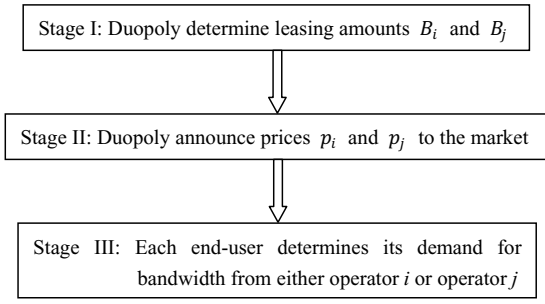 Stage I: Duopoly determine leasing amounts B_i and B_j
Stage II: Duopoly announce prices p_i and p_j to the market
Stage III: Each end-user determines its demand for
bandwidth from either operator i or operator j